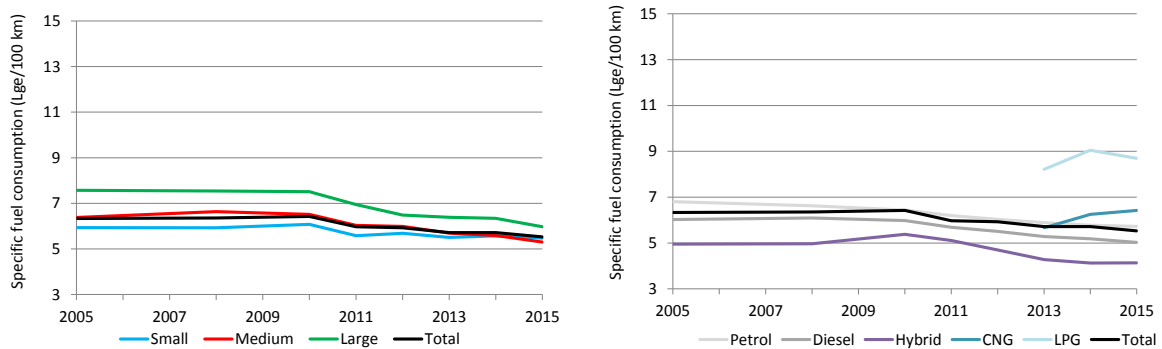 Specific fuel consumption (Lge/100 km)
15
13
11
9
7
5
3
2005 2007 2009 2011 2013 2015
Small Medium Large Total
Specific fuel consumption (Lge/100 km)
15
13
11
9
7
5
3
2005 2007 2009 2011 2013 2015
Petrol Diesel Hybrid CNG LPG Total